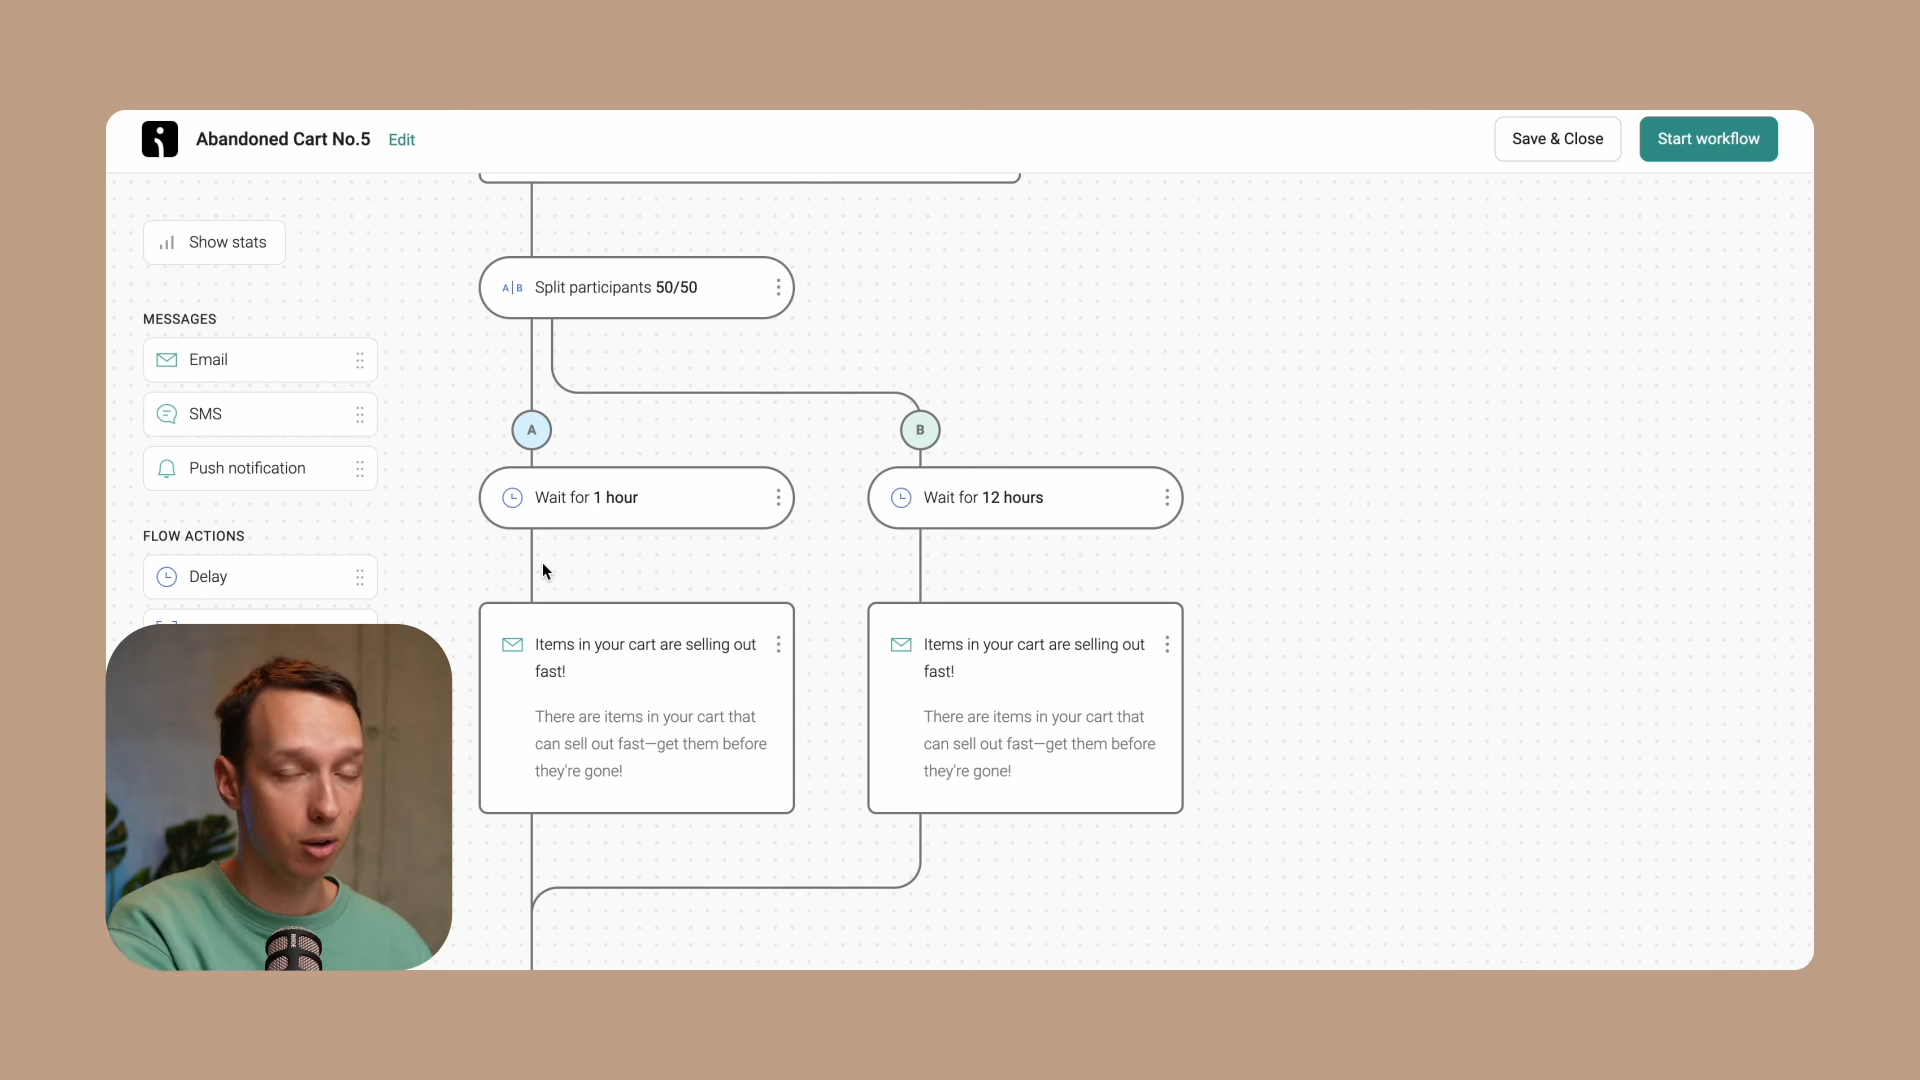 Abandoned Cart No.5 Edit
Save & Close
Start workflow
Show stats
MESSAGES
Email
SMS
Push notification
FLOW ACTIONS
Delay
A|B Split participants 50/50
A
B
Wait for 1 hour
Wait for 12 hours
Items in your cart are selling out
fast!
There are items in your cart that
can sell out fast—get them before
they're gone!
Items in your cart are selling out
fast!
There are items in your cart that
can sell out fast—get them before
they're gone!